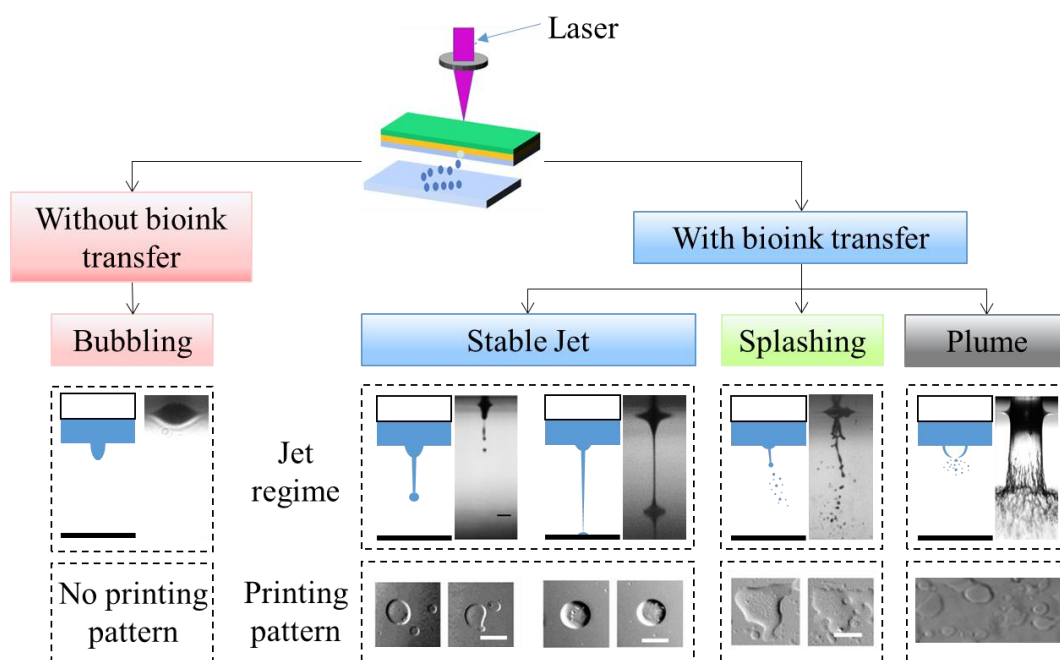 Laser
Without bioink
transfer
With bioink transfer
Bubbling
Stable Jet
Splashing
Plume
Jet
regime
No printing
pattern
Printing
pattern